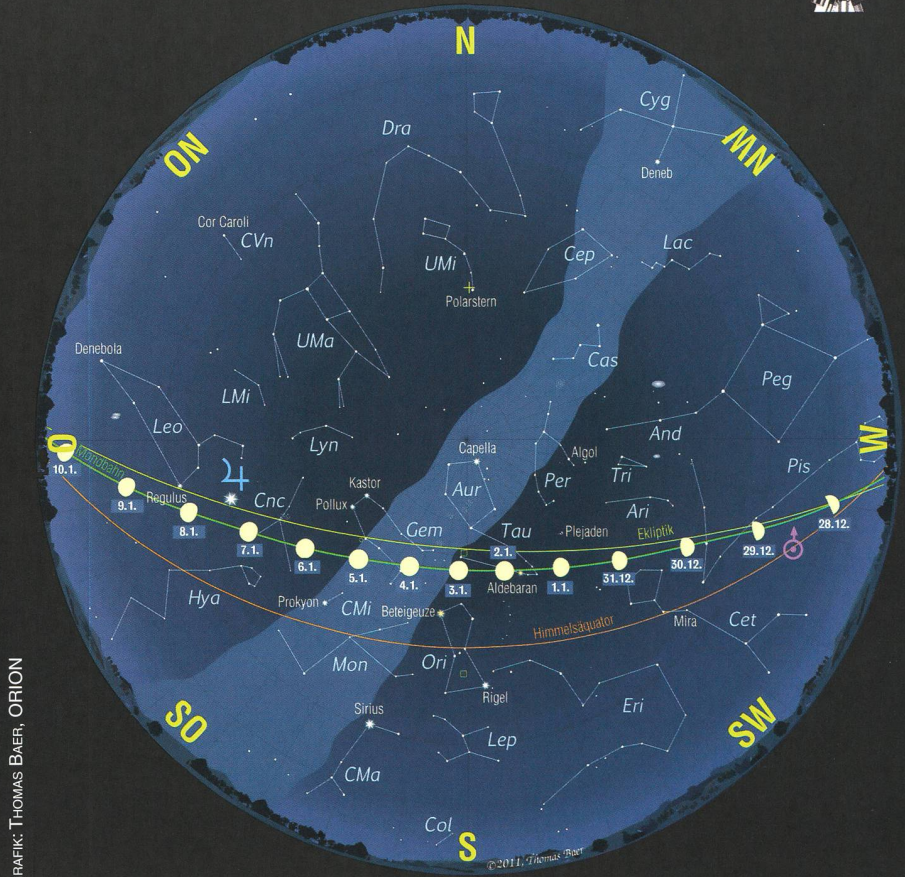 N
NO
NW
Cyg
Deneb
Dra
Cor Caroli
CVn
UMi
Polarstern
Cep
Lac
UMa
Denebola
Cas
Peg
LMi
Leo
Lyn
And
O
W
Mondbahn
10.1.
Capella
Algol
Tri
Pis
Regulus
9.1.
Cnc
Kastor
Pollux
Aur
Per
8.1.
7.1.
Gem
Tau
Plejaden
Ari
Ekliptik
28.12.
29.12.
30.12.
31.12.
1.1.
2.1.
3.1.
4.1.
5.1.
6.1.
Aldebaran
Hya
Prokyon
CMi
Beteigeuze
Himmelsäquator
Mira
Cet
Mon
Ori
Rigel
Eri
SO
SW
Sirius
Lep
CMa
Col
S
©2011, Thomas Baer
RAFIK: THOMAS BAER, ORION